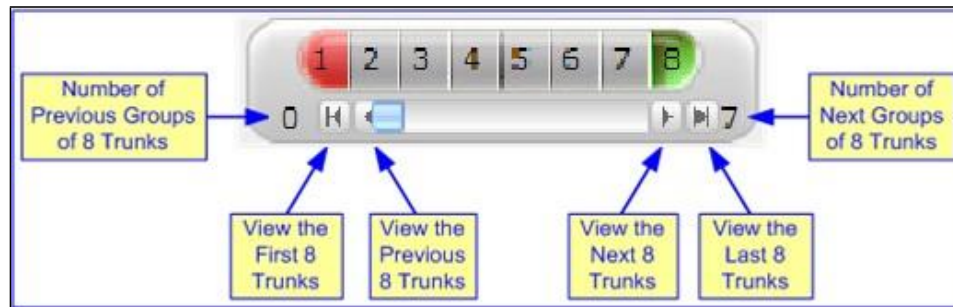 1 2 3 4 5 6 7 8
Number of
Previous Groups
of 8 Trunks
0
7
Number of
Next Groups
of 8 Trunks
View the
First 8
Trunks
View the
Previous
8 Trunks
View the
Next 8
Trunks
View the
Last 8
Trunks